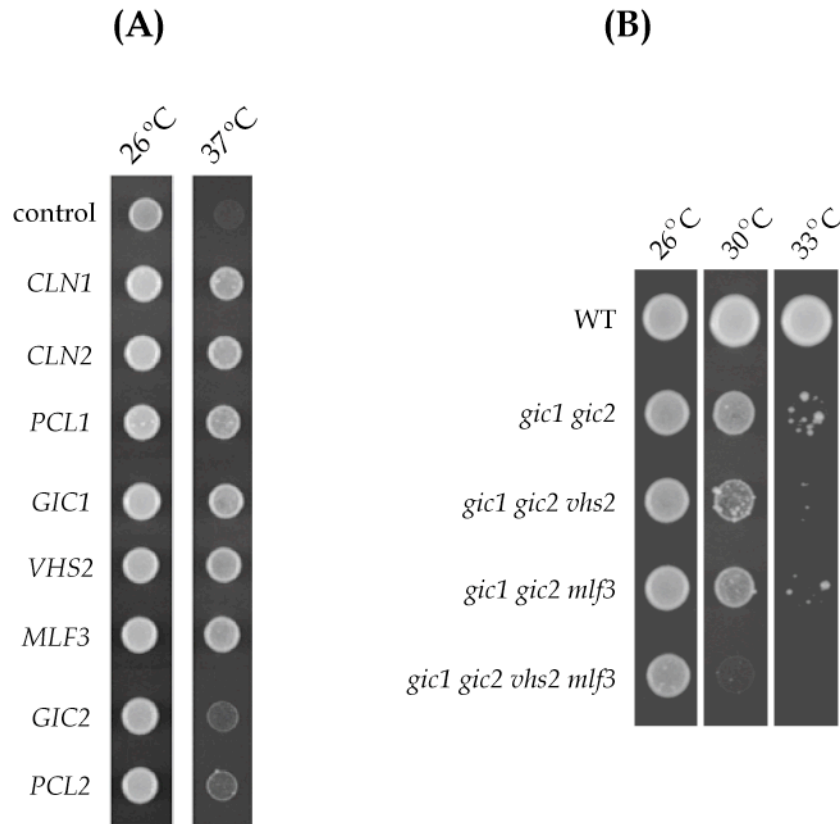 (A)
26°C 37°C
control
CLN1
CLN2
PCL1
GIC1
VHS2
MLF3
GIC2
PCL2
(B)
26°C 30°C 33°C
WT
gic1 gic2
gic1 gic2 vhs2
gic1 gic2 mlf3
gic1 gic2 vhs2 mlf3